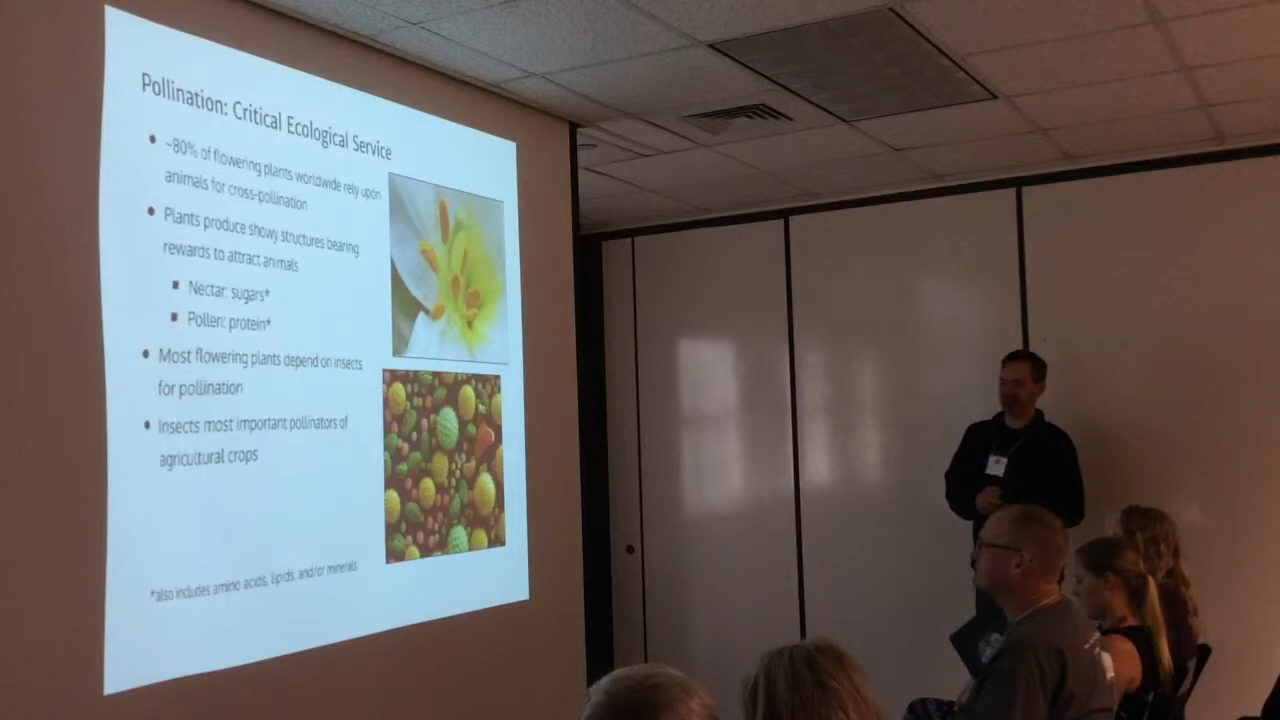 Pollination: Critical Ecological Service
• ~80% of flowering plants worldwide rely upon
animals for cross-pollination
• Plants produce showy structures bearing
rewards to attract animals
▪ Nectar: sugars*
▪ Pollen: protein*
• Most flowering plants depend on insects
for pollination
• Insects most important pollinators of
agricultural crops
*also includes amino acids, lipids, and/or minerals